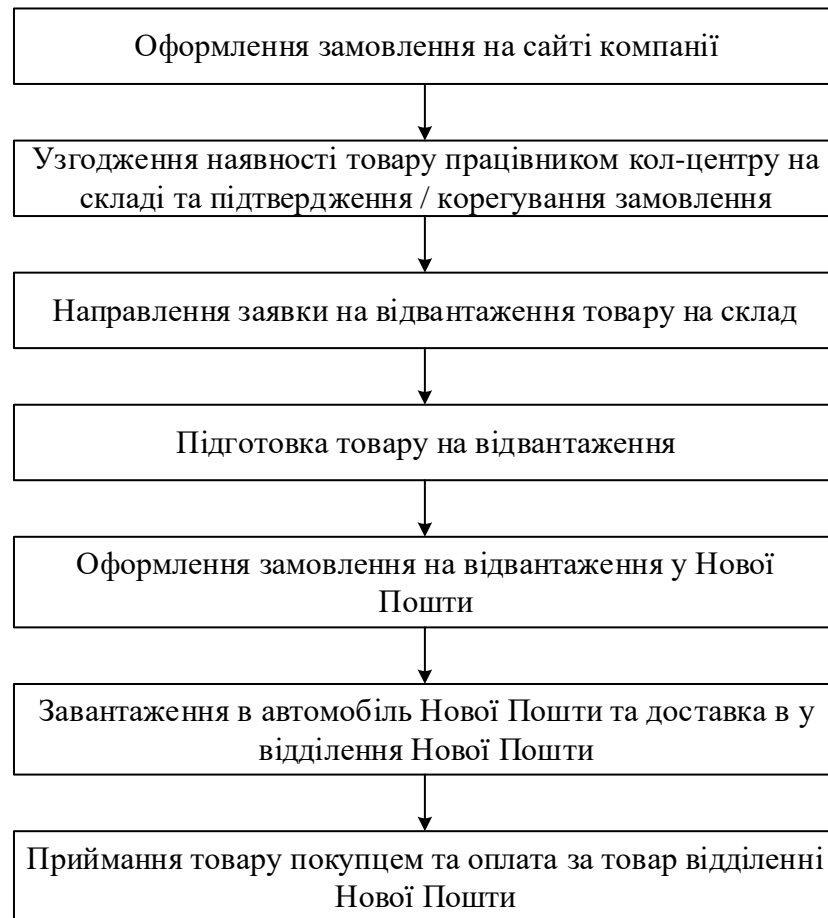 Оформлення замовлення на сайті компанії
Узгодження наявності товару працівником кол-центру на
складі та підтвердження / корегування замовлення
Направлення заявки на відвантаження товару на склад
Підготовка товару на відвантаження
Оформлення замовлення на відвантаження у Нової
Пошти
Завантаження в автомобіль Нової Пошти та доставка в у
відділення Нової Пошти
Приймання товару покупцем та оплата за товар відділенні
Нової Пошти